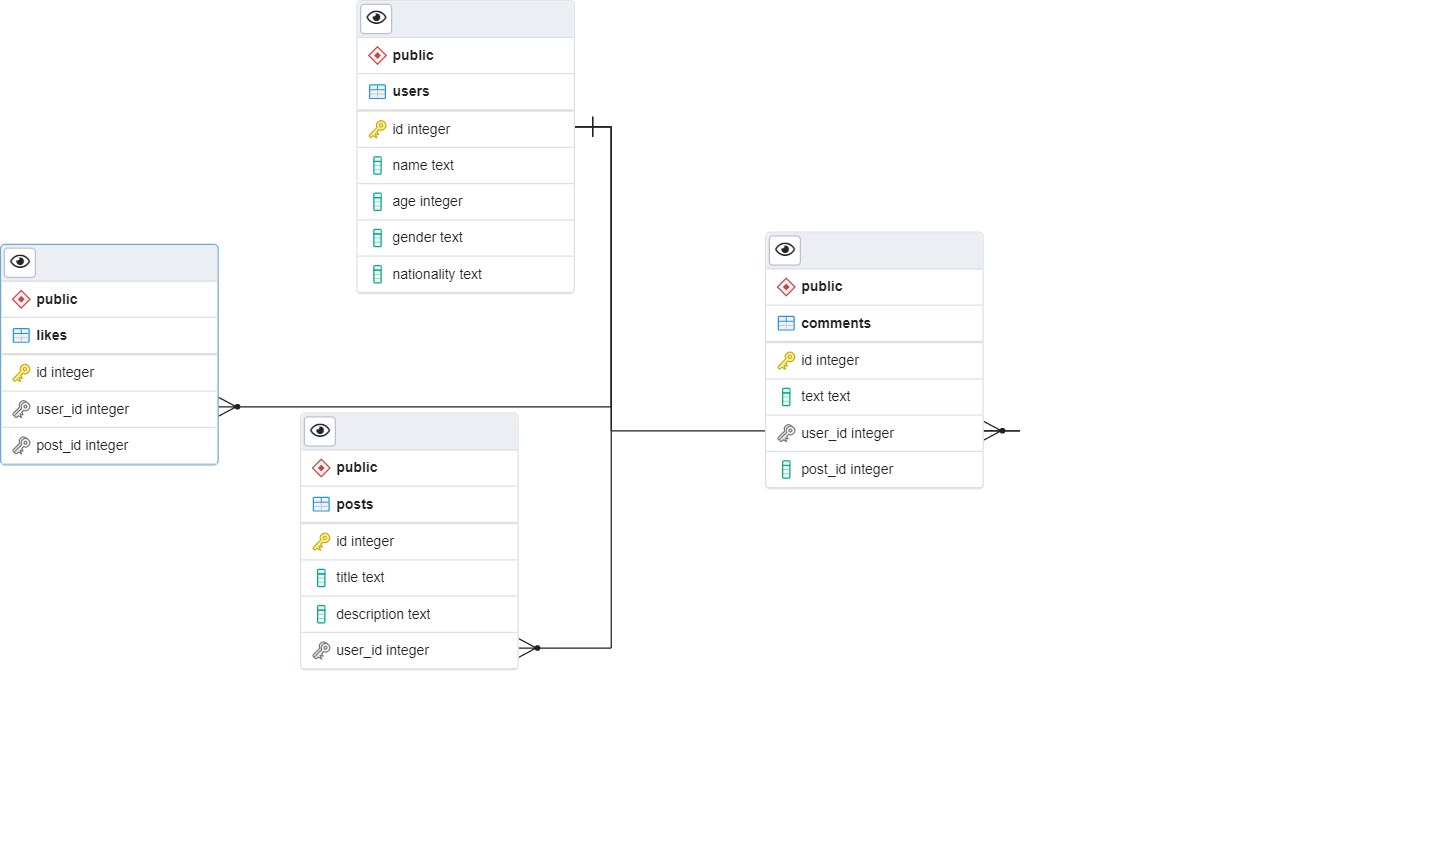 public
users
id integer
name text
age integer
gender text
nationality text
public
likes
id integer
user_id integer
post_id integer
public
posts
id integer
title text
description text
user_id integer
public
comments
id integer
text text
user_id integer
post_id integer